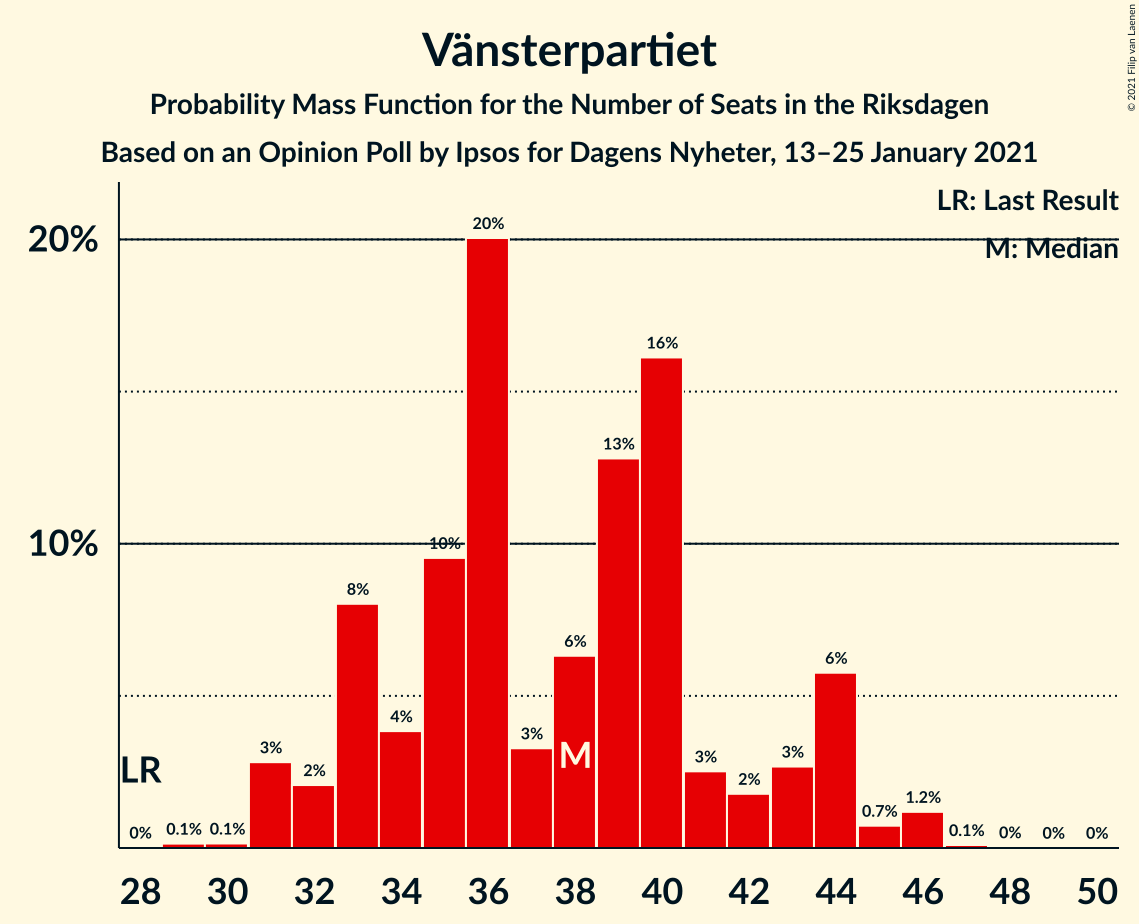 © 2021 Filip van Laenen
Vänsterpartiet
Probability Mass Function for the Number of Seats in the Riksdagen
Based on an Opinion Poll by Ipsos for Dagens Nyheter, 13–25 January 2021
LR: Last Result
M: Median
20%
10%
LR
M
0% 0.1% 0.1% 3% 2% 8% 4% 10% 20% 3% 6% 13% 16% 3% 2% 3% 6% 0.7% 1.2% 0.1% 0% 0% 0%
28 30 32 34 36 38 40 42 44 46 48 50